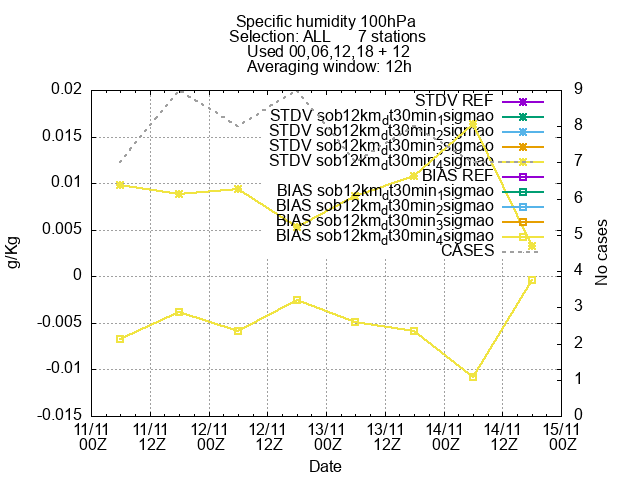 Specific humidity 100hPa
Selection: ALL 7 stations
Used 00,06,12,18 + 12
Averaging window: 12h
0.02
0.015
0.01
0.005
0
-0.005
-0.01
-0.015
g/Kg
STDV REF
STDV sob12km_dt30min_1sigmao
STDV sob12km_dt30min_2sigmao
STDV sob12km_dt30min_3sigmao
STDV sob12km_dt30min_4sigmao
BIAS REF
BIAS sob12km_dt30min_1sigmao
BIAS sob12km_dt30min_2sigmao
BIAS sob12km_dt30min_3sigmao
BIAS sob12km_dt30min_4sigmao
CASES
9
8
7
6
5
4
3
2
1
0
No cases
11/11 11/11 12/11 12/11 13/11 13/11 14/11 14/11 15/11
00Z 12Z 00Z 12Z 00Z 12Z 00Z 12Z 00Z
Date